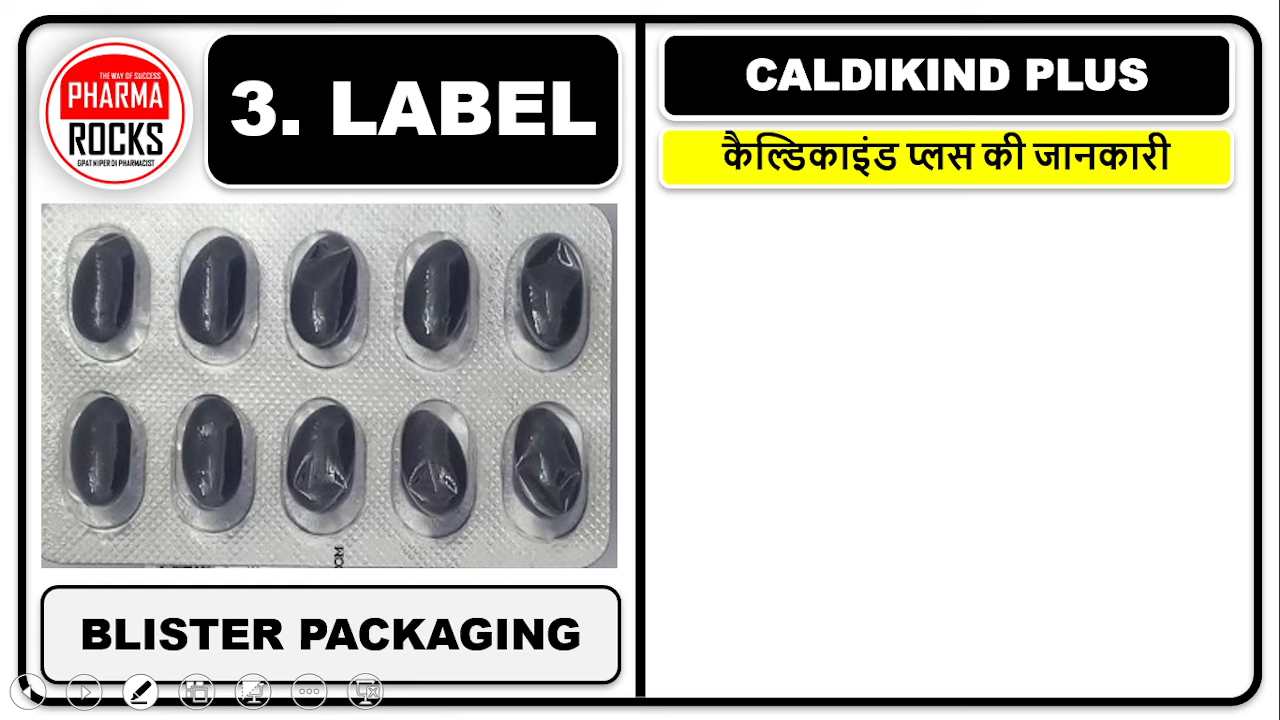 THE WAY OF SUCCESS
PHARMA
ROCKS
GPAT NIPER DI PHARMACIST
3. LABEL
BLISTER PACKAGING
CALDIKIND PLUS
कैल्डिकाइंड प्लस की जानकारी